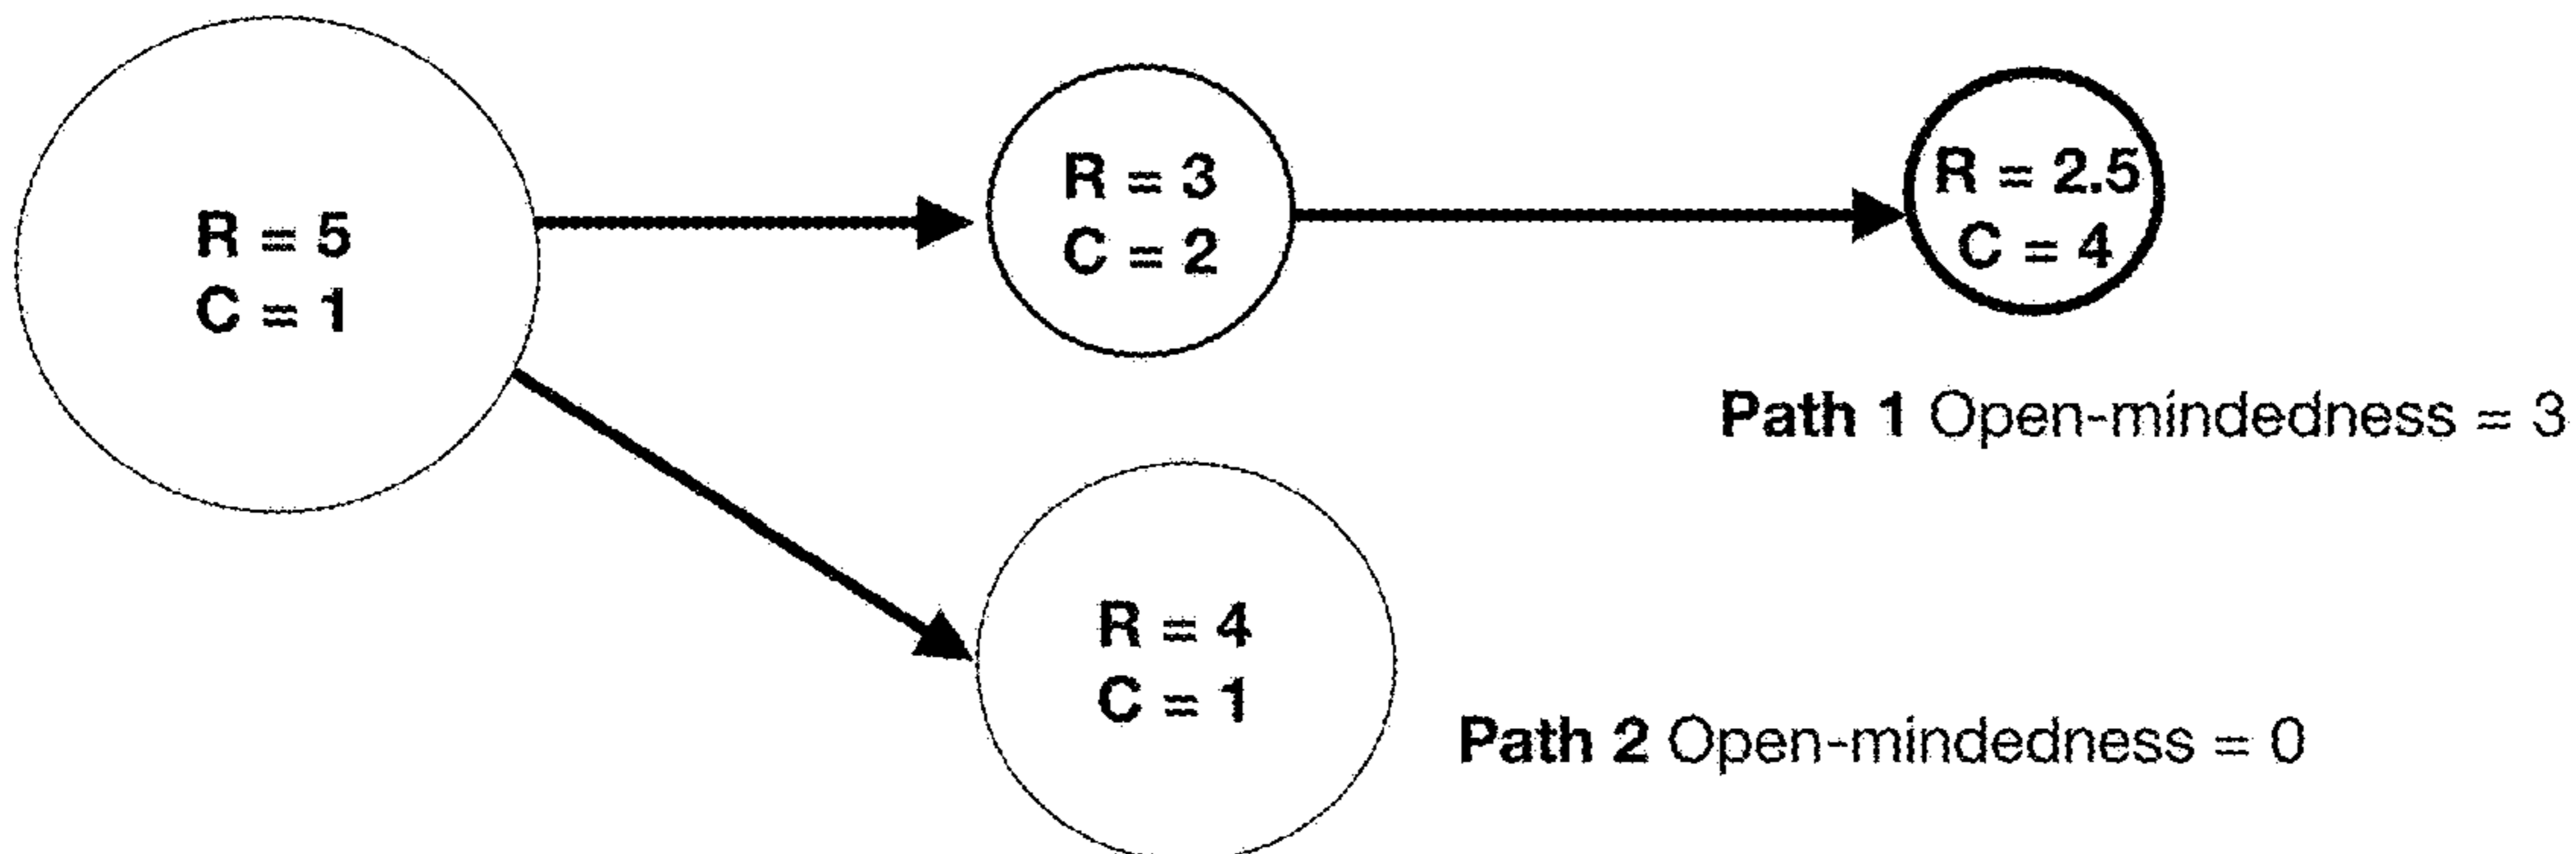 R = 5
C = 1
R = 3
C = 2
R = 2.5
C = 4
Path 1 Open-mindedness = 3
R = 4
C = 1
Path 2 Open-mindedness = 0